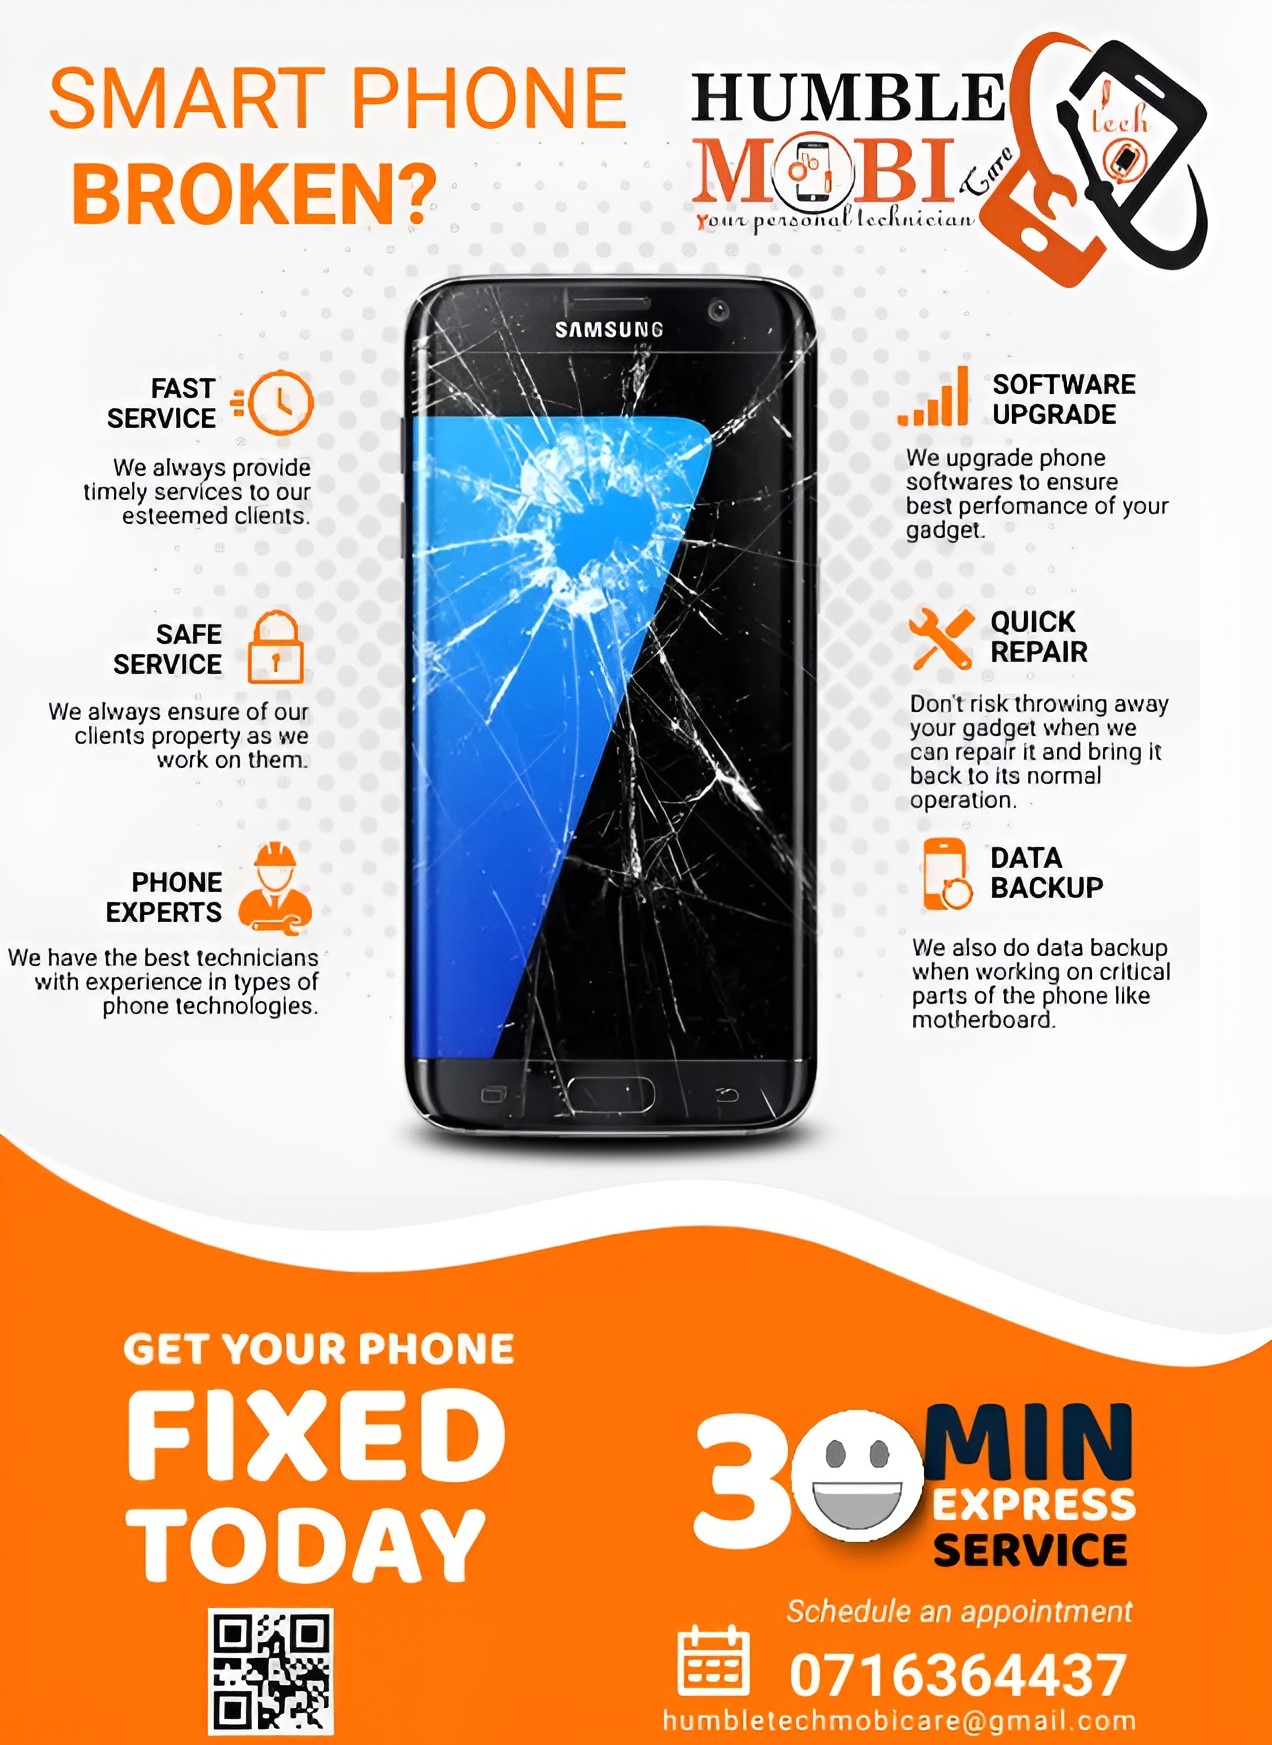 SMART PHONE
BROKEN?
HUMBLE
MOBI Care
Your personal technician
tech
SAMSUNG
FAST
SERVICE
We always provide
timely services to our
esteemed clients.
SAFE
SERVICE
We always ensure of our
clients property as we
work on them.
PHONE
EXPERTS
We have the best technicians
with experience in types of
phone technologies.
SOFTWARE
UPGRADE
We upgrade phone
softwares to ensure
best perfomance of your
gadget.
QUICK
REPAIR
Don't risk throwing away
your gadget when we
can repair it and bring it
back to its normal
operation.
DATA
BACKUP
We also do data backup
when working on critical
parts of the phone like
motherboard.
GET YOUR PHONE
FIXED
TODAY
30 MIN
EXPRESS
SERVICE
Schedule an appointment
0716364437
humbletechmobicare@gmail.com